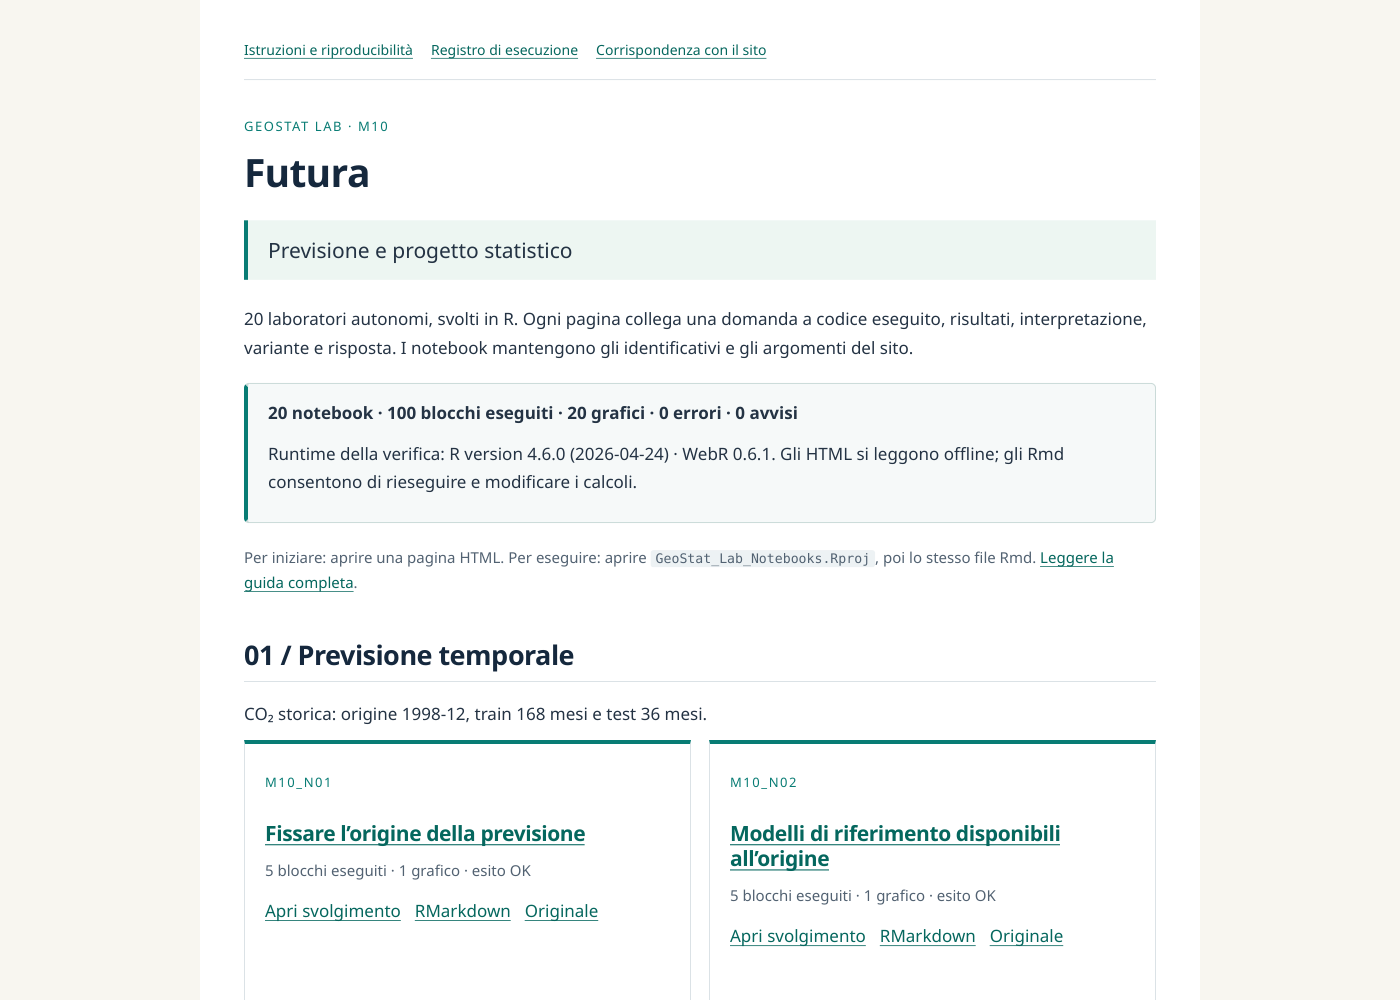 Istruzioni e riproducibilità Registro di esecuzione Corrispondenza con il sito
GEOSTAT LAB · M10
Futura
Previsione e progetto statistico
20 laboratori autonomi, svolti in R. Ogni pagina collega una domanda a codice eseguito, risultati, interpretazione,
variante e risposta. I notebook mantengono gli identificativi e gli argomenti del sito.
20 notebook · 100 blocchi eseguiti · 20 grafici · 0 errori · 0 avvisi
Runtime della verifica: R version 4.6.0 (2026-04-24) · WebR 0.6.1. Gli HTML si leggono offline; gli Rmd
consentono di rieseguire e modificare i calcoli.
Per iniziare: aprire una pagina HTML. Per eseguire: aprire GeoStat_Lab_Notebooks.Rproj, poi lo stesso file Rmd. Leggere la
guida completa.
01 / Previsione temporale
CO₂ storica: origine 1998-12, train 168 mesi e test 36 mesi.
M10_N01
Fissare l’origine della previsione
5 blocchi eseguiti · 1 grafico · esito OK
Apri svolgimento RMarkdown Originale
M10_N02
Modelli di riferimento disponibili
all’origine
5 blocchi eseguiti · 1 grafico · esito OK
Apri svolgimento RMarkdown Originale